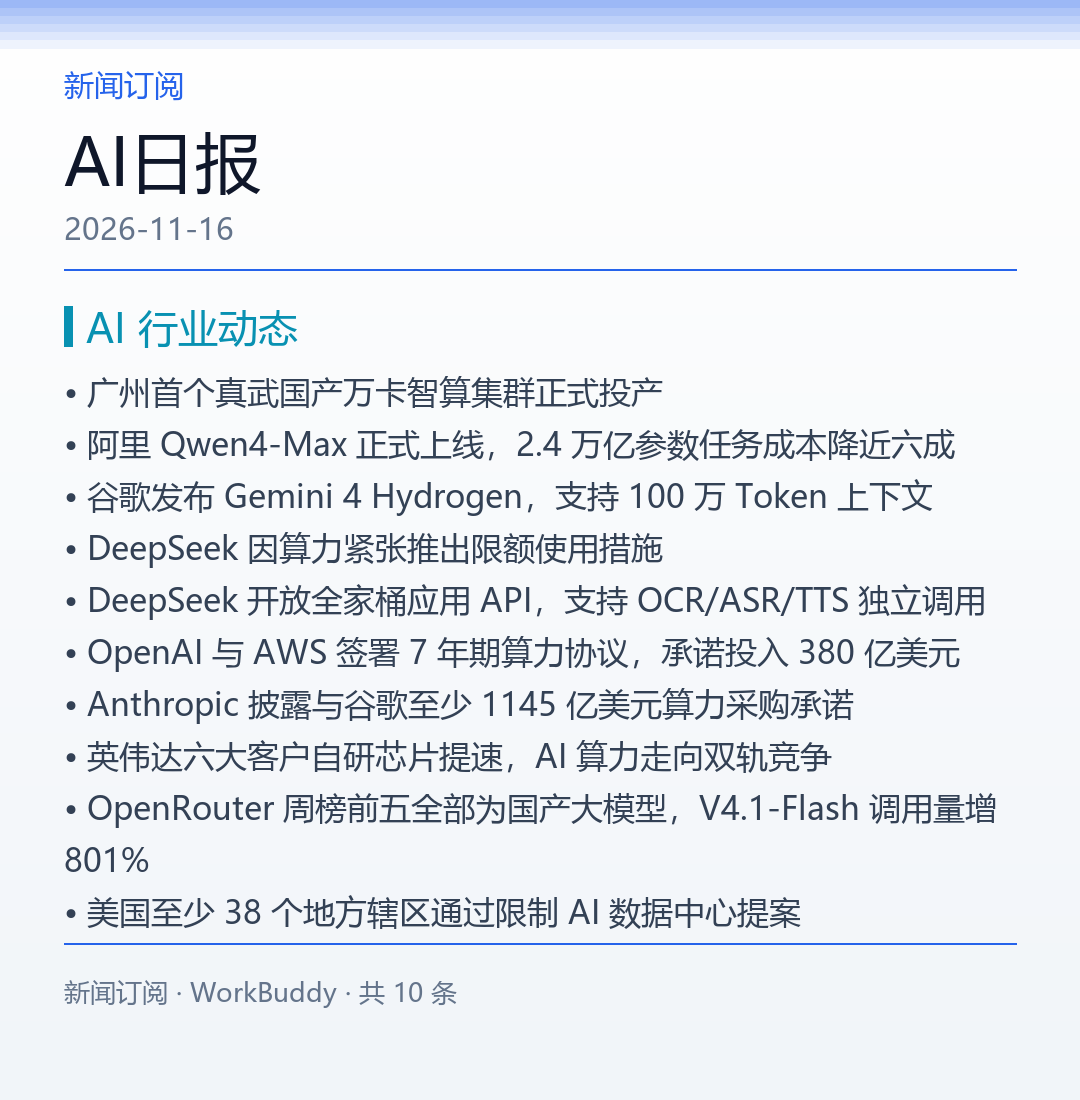 新闻订阅
AI日报
2026-11-16
AI 行业动态
• 广州首个真武国产万卡智算集群正式投产
• 阿里 Qwen4-Max 正式上线，2.4 万亿参数任务成本降近六成
• 谷歌发布 Gemini 4 Hydrogen，支持 100 万 Token 上下文
• DeepSeek 因算力紧张推出限额使用措施
• DeepSeek 开放全家桶应用 API，支持 OCR/ASR/TTS 独立调用
• OpenAI 与 AWS 签署 7 年期算力协议，承诺投入 380 亿美元
• Anthropic 披露与谷歌至少 1145 亿美元算力采购承诺
• 英伟达六大客户自研芯片提速，AI 算力走向双轨竞争
• OpenRouter 周榜前五全部为国产大模型，V4.1-Flash 调用量增
801%
• 美国至少 38 个地方辖区通过限制 AI 数据中心提案
新闻订阅 · WorkBuddy · 共 10 条